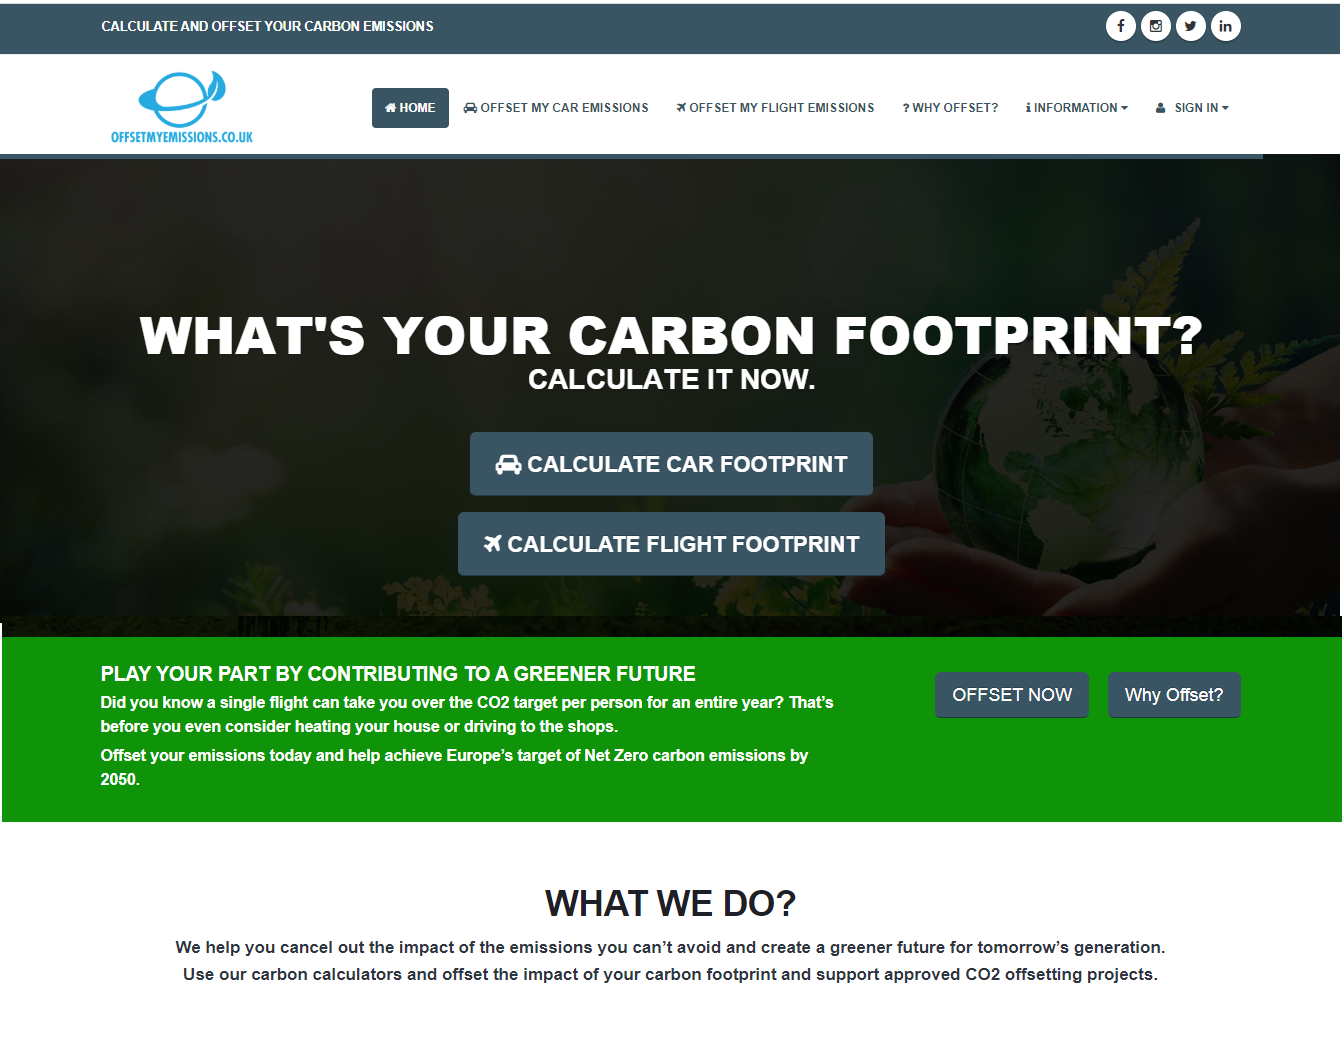 CALCULATE AND OFFSET YOUR CARBON EMISSIONS
OFFSETMYEMISSIONS.CO.UK
HOME
OFFSET MY CAR EMISSIONS
OFFSET MY FLIGHT EMISSIONS
? WHY OFFSET?
INFORMATION
SIGN IN
WHAT'S YOUR CARBON FOOTPRINT?
CALCULATE IT NOW.
CALCULATE CAR FOOTPRINT
CALCULATE FLIGHT FOOTPRINT
PLAY YOUR PART BY CONTRIBUTING TO A GREENER FUTURE
Did you know a single flight can take you over the CO2 target per person for an entire year? That’s
before you even consider heating your house or driving to the shops.
Offset your emissions today and help achieve Europe’s target of Net Zero carbon emissions by
2050.
OFFSET NOW
Why Offset?
WHAT WE DO?
We help you cancel out the impact of the emissions you can’t avoid and create a greener future for tomorrow’s generation.
Use our carbon calculators and offset the impact of your carbon footprint and support approved CO2 offsetting projects.